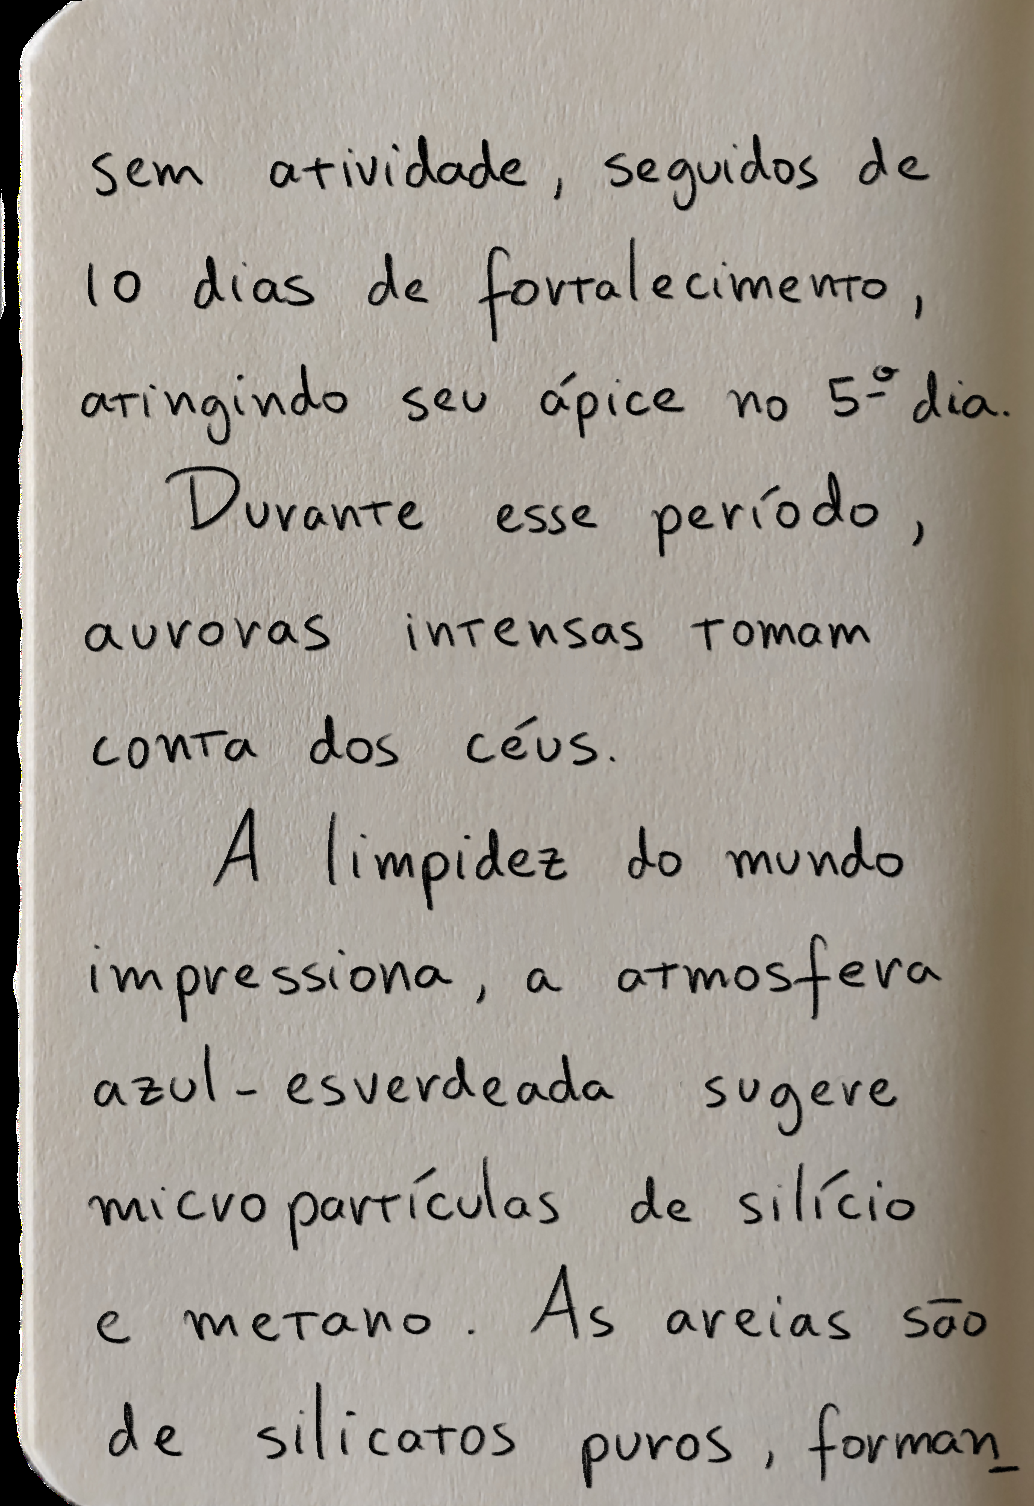 sem atividade, seguidos de
10 dias de fortalecimento,
atingindo seu ápice no 5º dia.
Durante esse período,
auroras intensas tomam
conta dos céus.
A limpidez do mundo
impressiona, a atmosfera
azul-esverdeada sugere
micropartículas de silício
e metano. As areias são
de silicatos puros, forman_